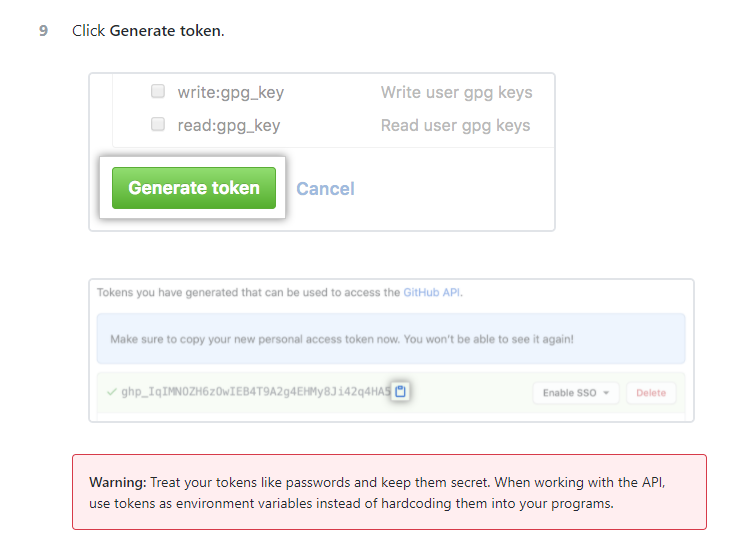 9 Click Generate token.
write:gpg_key Write user gpg keys
read:gpg_key Read user gpg keys
Generate token Cancel
Tokens you have generated that can be used to access the GitHub API.
Make sure to copy your new personal access token now. You won't be able to see it again!
✓ 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 Enable SSO Delete
Warning: Treat your tokens like passwords and keep them secret. When working with the API,
use tokens as environment variables instead of hardcoding them into your programs.